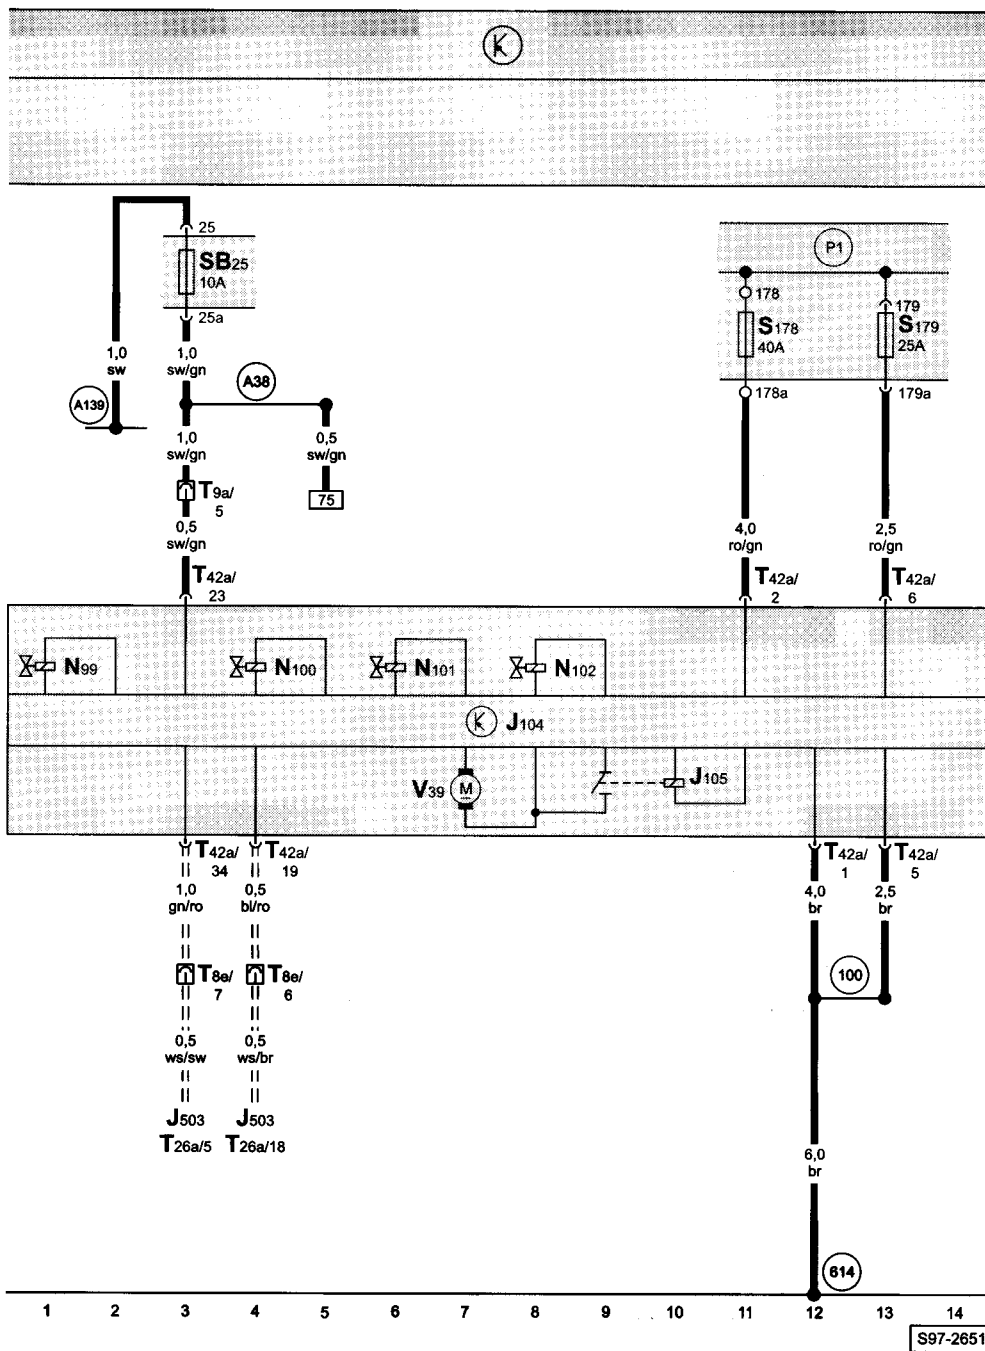 K
25
SB25
10A
25a
1,0
sw
1,0
sw/gn
A38
A139
1,0
sw/gn
0,5
sw/gn
T9a/
5
75
0,5
sw/gn
T42a/
23
P1
178
179
S178
40A
S179
25A
178a
179a
4,0
ro/gn
2,5
ro/gn
T42a/
2
T42a/
6
N99
N100
N101
N102
K
J104
V39
M
J105
T42a/
34
T42a/
19
T42a/
1
T42a/
5
1,0
gn/ro
0,5
bl/ro
4,0
br
2,5
br
T8e/
7
T8e/
6
100
0,5
ws/sw
0,5
ws/br
J503
T26a/5
J503
T26a/18
6,0
br
614
1 2 3 4 5 6 7 8 9 10 11 12 13 14
S97-2651